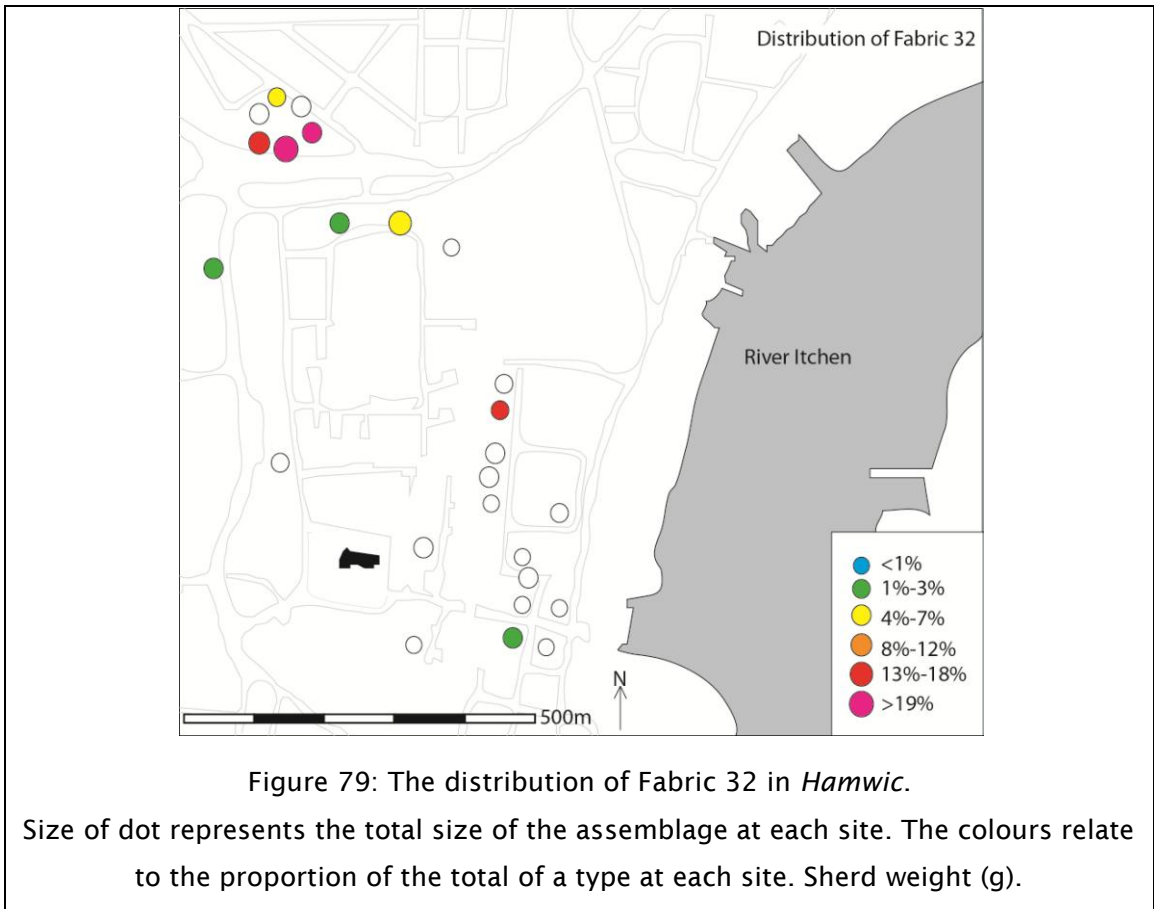 Distribution of Fabric 32
River Itchen
<1%
1%-3%
4%-7%
8%-12%
13%-18%
>19%
N
500m
Figure 79: The distribution of Fabric 32 in Hamwic.
Size of dot represents the total size of the assemblage at each site. The colours relate
to the proportion of the total of a type at each site. Sherd weight (g).